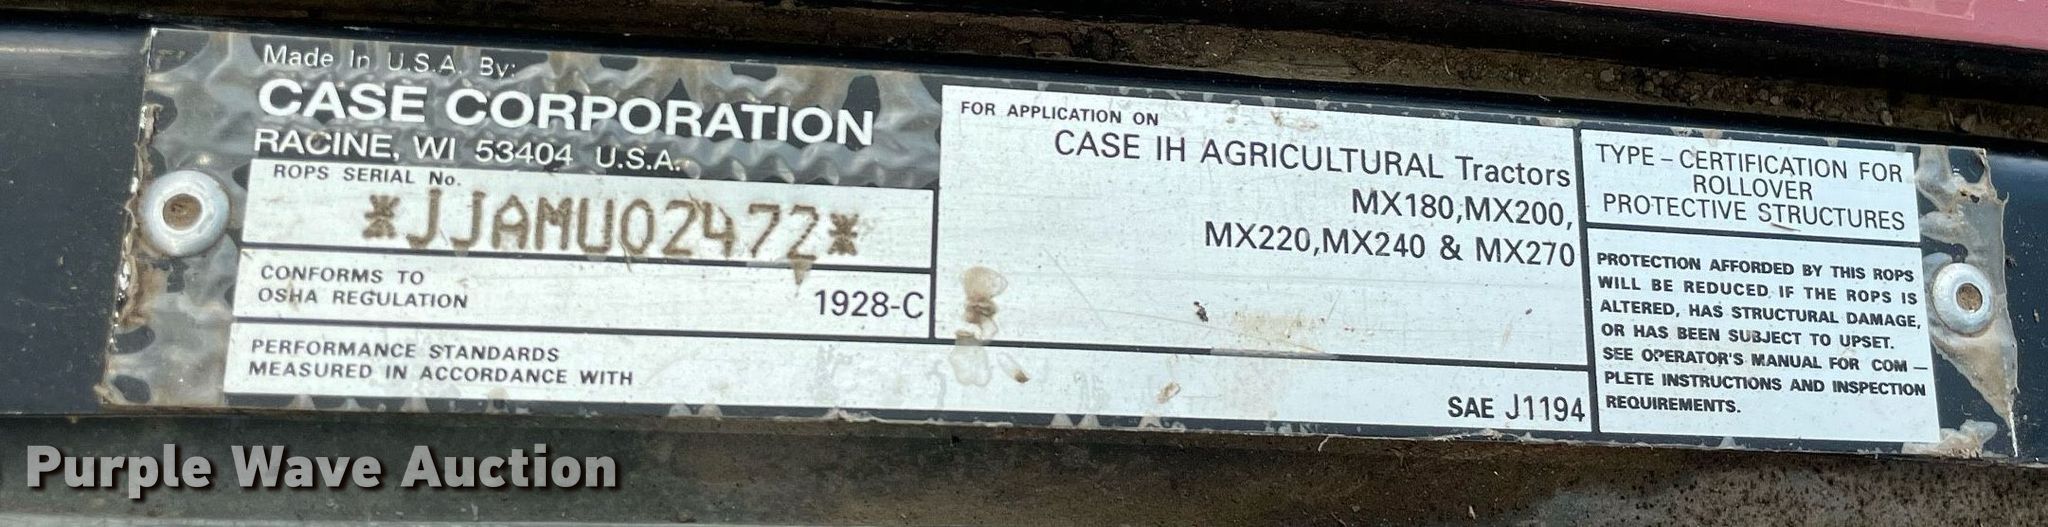 Made In U.S.A. By:
CASE CORPORATION
RACINE, WI 53404 U.S.A.
ROPS SERIAL No.
*JJAMU02472*
CONFORMS TO
OSHA REGULATION
1928-C
PERFORMANCE STANDARDS
MEASURED IN ACCORDANCE WITH
SAE J1194
FOR APPLICATION ON
CASE IH AGRICULTURAL Tractors
MX180,MX200,
MX220,MX240 & MX270
TYPE - CERTIFICATION FOR
ROLLOVER
PROTECTIVE STRUCTURES
PROTECTION AFFORDED BY THIS ROPS
WILL BE REDUCED IF THE ROPS IS
ALTERED, HAS STRUCTURAL DAMAGE,
OR HAS BEEN SUBJECT TO UPSET.
SEE OPERATOR'S MANUAL FOR COM —
PLETE INSTRUCTIONS AND INSPECTION
REQUIREMENTS.
Purple Wave Auction